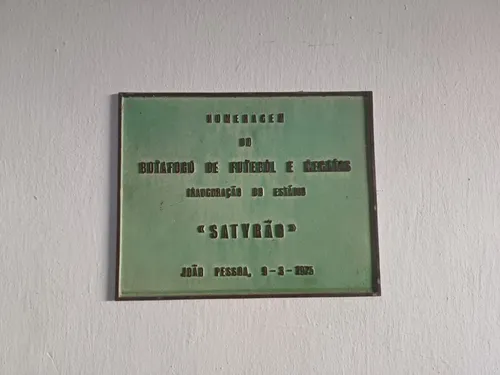 HOMENAGEM
DO
BOTAFOGO DE FUTEBOL E REGATAS
INAUGURAÇÃO DO ESTÁDIO
«SATYRÃO»
JOÃO PESSOA, 9-3-1975